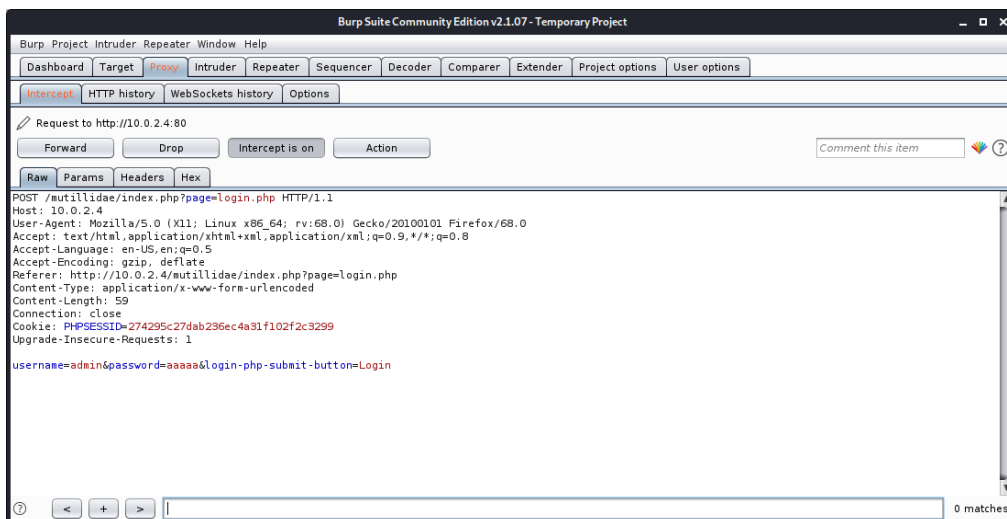 Burp Suite Community Edition v2.1.07 - Temporary Project
Burp Project Intruder Repeater Window Help
Dashboard Target Proxy Intruder Repeater Sequencer Decoder Comparer Extender Project options User options
Intercept HTTP history WebSockets history Options
Request to http://10.0.2.4:80
Forward Drop Intercept is on Action Comment this item ?
Raw Params Headers Hex
POST /mutillidae/index.php?page=login.php HTTP/1.1
Host: 10.0.2.4
User-Agent: Mozilla/5.0 (X11; Linux x86_64; rv:68.0) Gecko/20100101 Firefox/68.0
Accept: text/html,application/xhtml+xml,application/xml;q=0.9,*/*;q=0.8
Accept-Language: en-US,en;q=0.5
Accept-Encoding: gzip, deflate
Referer: http://10.0.2.4/mutillidae/index.php?page=login.php
Content-Type: application/x-www-form-urlencoded
Content-Length: 59
Connection: close
Cookie: PHPSESSID=274295c27dab236ec4a31f102f2c3299
Upgrade-Insecure-Requests: 1
username=admin&password=aaaaa&login-php-submit-button=Login
? < + > 0 matches